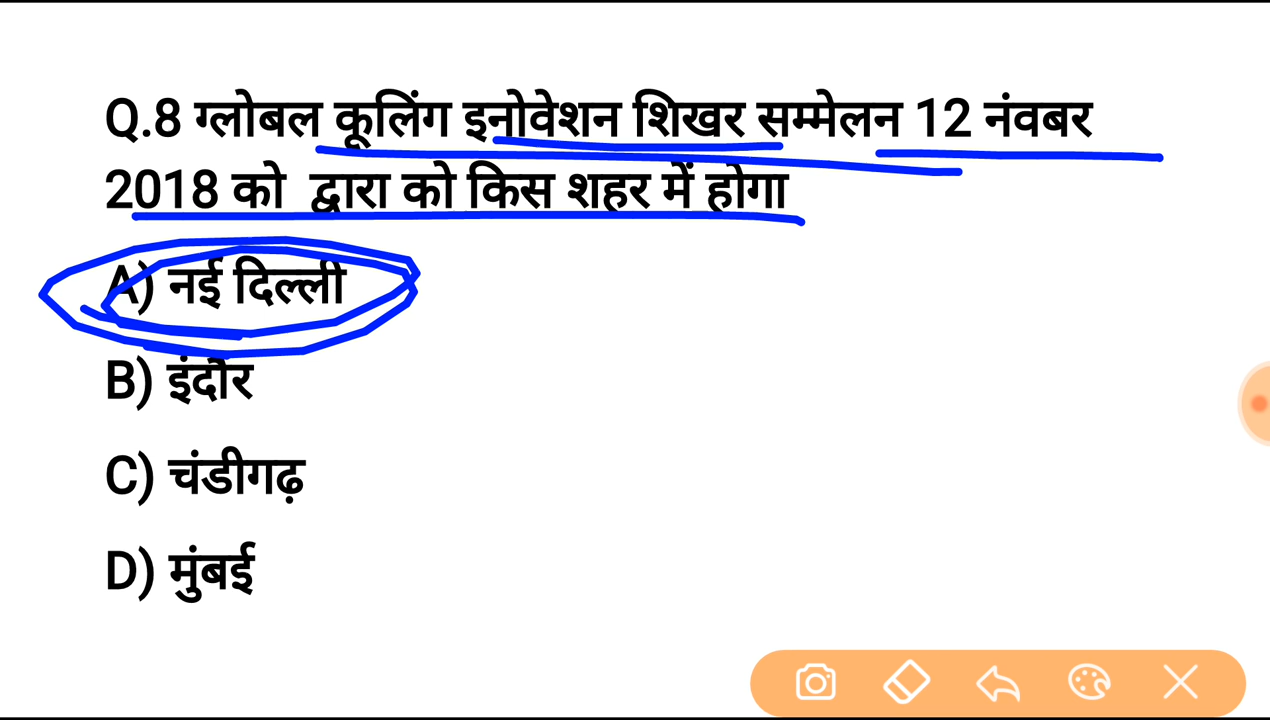 Q.8 ग्लोबल कूलिंग इनोवेशन शिखर सम्मेलन 12 नंवबर
2018 को द्वारा को किस शहर में होगा
A) नई दिल्ली
B) इंदौर
C) चंडीगढ़
D) मुंबई